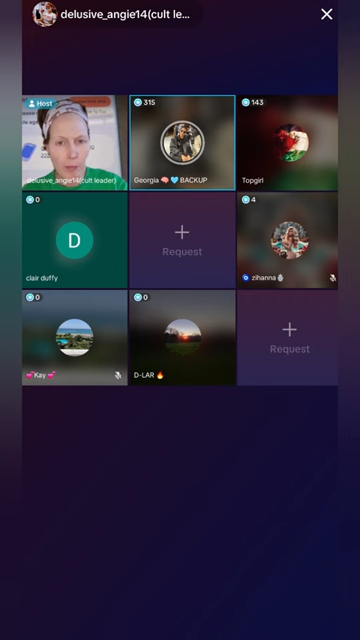 delusive_angie14(cult le...
Host
315
143
delusive_angie14(cult leader)
Georgia 🧠 🩵 BACKUP
Topgirl
0
D
4
clair duffy
Request
zihanna
0
0
💞Kay 💞
D-LAR 🔥
Request